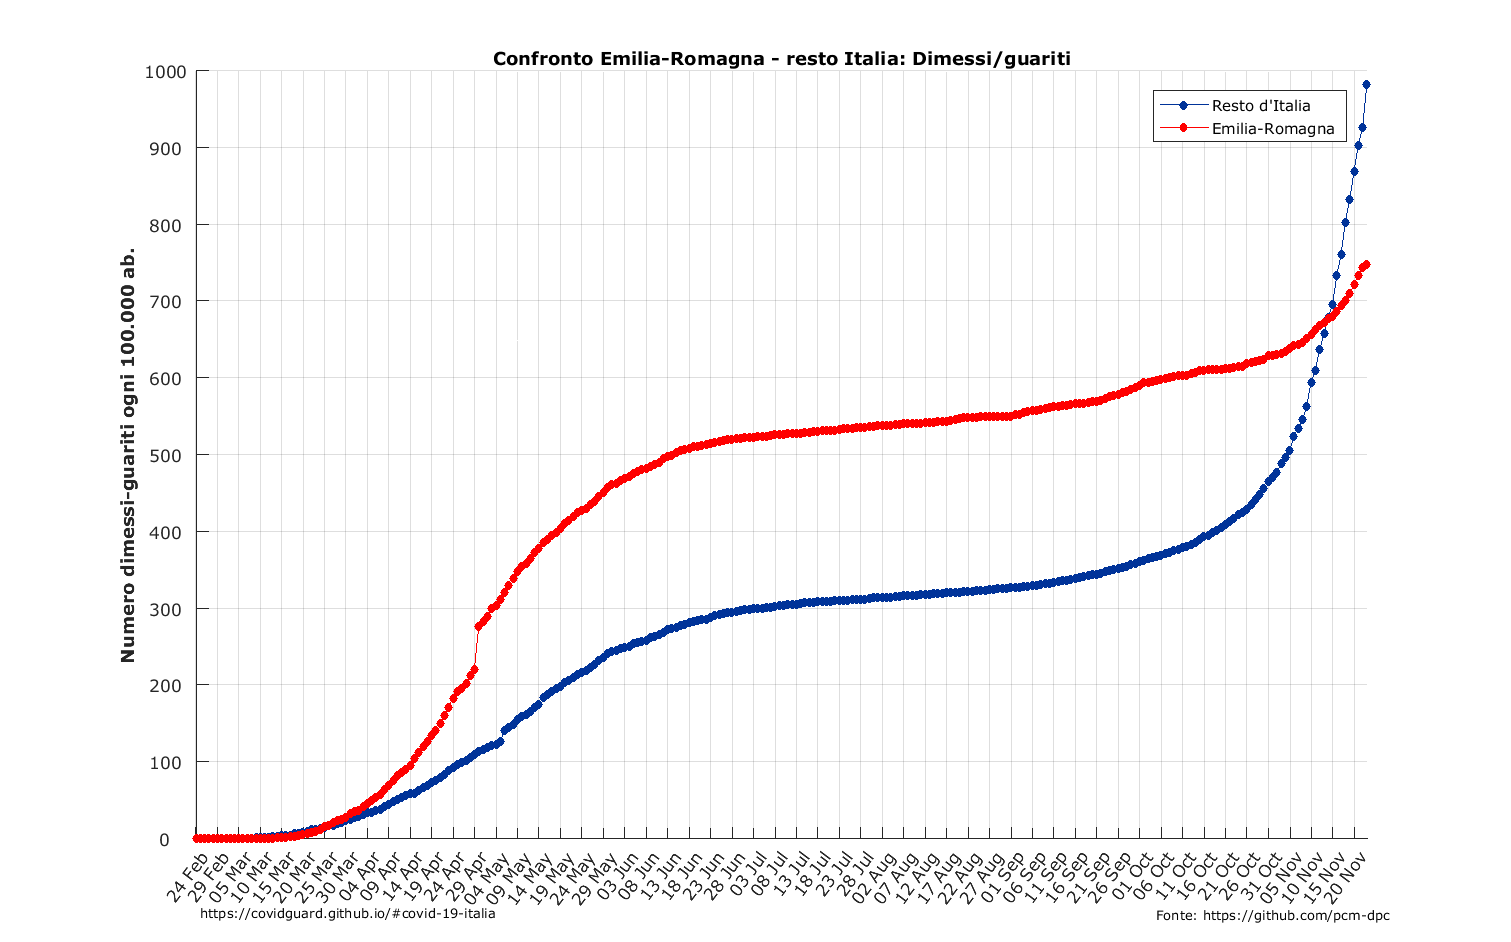 Confronto Emilia-Romagna - resto Italia: Dimessi/guariti
Resto d'Italia
Emilia-Romagna
Numero dimessi-guariti ogni 100.000 ab.
1000
900
800
700
600
500
400
300
200
100
0
24 Feb
29 Feb
05 Mar
10 Mar
15 Mar
20 Mar
25 Mar
30 Mar
04 Apr
09 Apr
14 Apr
19 Apr
24 Apr
29 Apr
04 May
09 May
14 May
19 May
24 May
29 May
03 Jun
08 Jun
13 Jun
18 Jun
23 Jun
28 Jun
03 Jul
08 Jul
13 Jul
18 Jul
23 Jul
28 Jul
02 Aug
07 Aug
12 Aug
17 Aug
22 Aug
27 Aug
01 Sep
06 Sep
11 Sep
16 Sep
21 Sep
26 Sep
01 Oct
06 Oct
11 Oct
16 Oct
21 Oct
26 Oct
31 Oct
05 Nov
10 Nov
15 Nov
20 Nov
https://covidguard.github.io/#covid-19-italia
Fonte: https://github.com/pcm-dpc